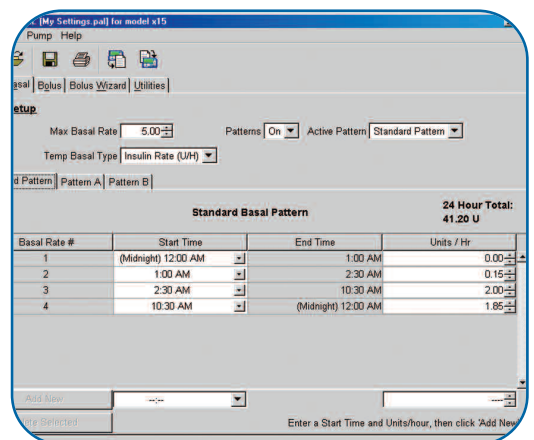 [My Settings.pal] for model x15
Pump Help
Bolus Bolus Wizard Utilities
Max Basal Rate 5.00 Patterns On Active Pattern Standard Pattern
Temp Basal Type Insulin Rate (U/H)
Pattern Pattern A Pattern B
Standard Basal Pattern 24 Hour Total:
41.20 U
Basal Rate # Start Time End Time Units / Hr
1 (Midnight) 12:00 AM 1:00 AM 0.00
2 1:00 AM 2:30 AM 0.15
3 2:30 AM 10:30 AM 2.00
4 10:30 AM (Midnight) 12:00 AM 1.85
Add New --:-- ----
Selected Enter a Start Time and Units/hour, then click 'Add New